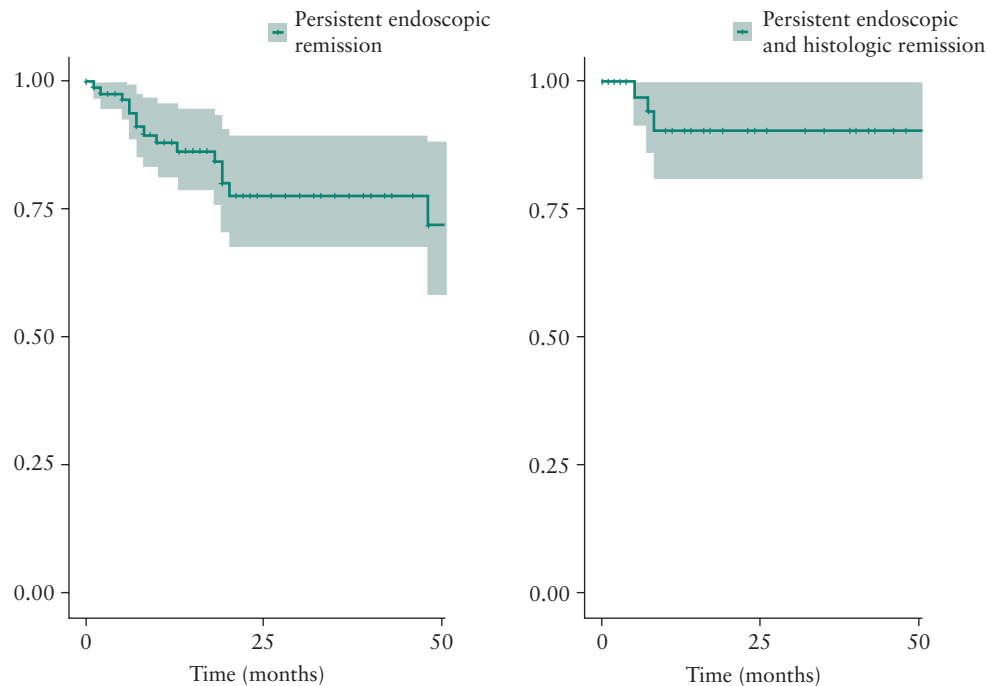 Persistent endoscopic
remission
1.00
0.75
0.50
0.25
0.00
0 25 50
Time (months)
Persistent endoscopic
and histologic remission
1.00
0.75
0.50
0.25
0.00
0 25 50
Time (months)